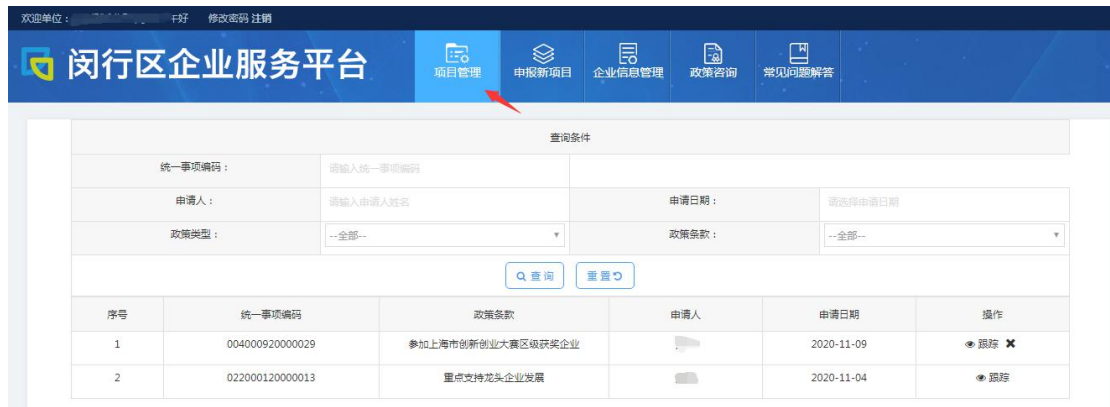 欢迎单位：
好 修改密码 注销
闵行区企业服务平台
项目管理 申报新项目 企业信息管理 政策咨询 常见问题解答
查询条件
统一事项编码： 请输入统一事项编码
申请人： 请输入申请人姓名 申请日期： 请选择申请日期
政策类型： --全部-- 政策条款： --全部--
查 询 重 置
序号 统一事项编码 政策条款 申请人 申请日期 操作
1 004000920000029 参加上海市创新创业大赛区级获奖企业 2020-11-09 跟踪
2 022000120000013 重点支持龙头企业发展 2020-11-04 跟踪